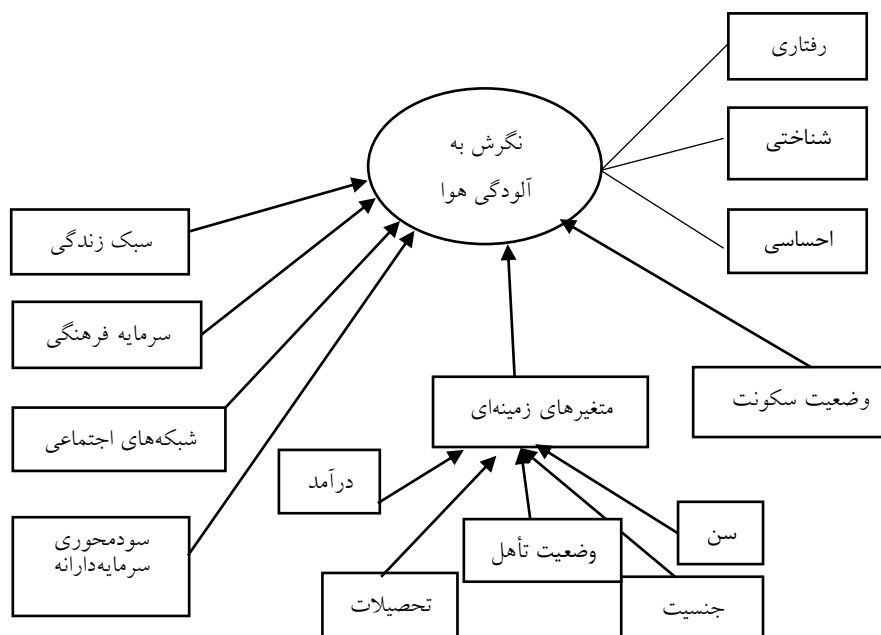 رفتاری
نگرش به
آلودگی هوا
شناختی
احساسی
سبک زندگی
سرمایه فرهنگی
وضعیت سکونت
متغیرهای زمینه‌ای
شبکه‌های اجتماعی
درآمد
سن
سودمحوری
سرمایه‌دارانه
وضعیت تأهل
تحصیلات
جنسیت